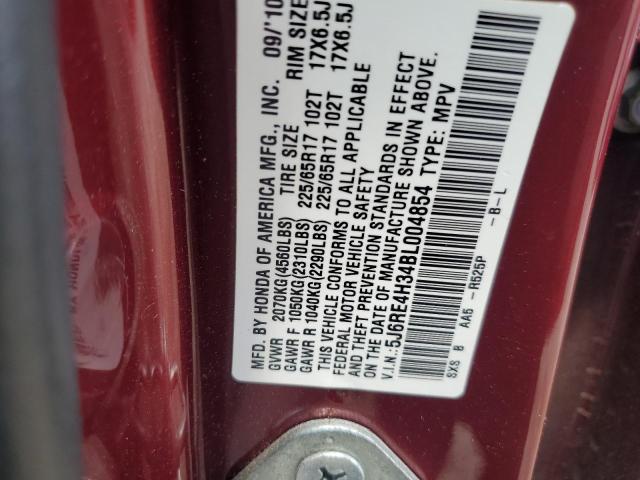 MFD. BY HONDA OF AMERICA MFG., INC. 09/'10
TIRE SIZE RIM SIZE
GVWR 2070KG(4560LBS)
GAWR F 1050KG(2310LBS) 225/65R17 102T 17X6.5J
GAWR R 1040KG(2290LBS) 225/65R17 102T 17X6.5J
THIS VEHICLE CONFORMS TO ALL APPLICABLE
FEDERAL MOTOR VEHICLE SAFETY
AND THEFT PREVENTION STANDARDS IN EFFECT
ON THE DATE OF MANUFACTURE SHOWN ABOVE.
V.I.N.: 5J6RE4H34BL004854 TYPE: MPV
SXS B AA5 -R525P -B-L